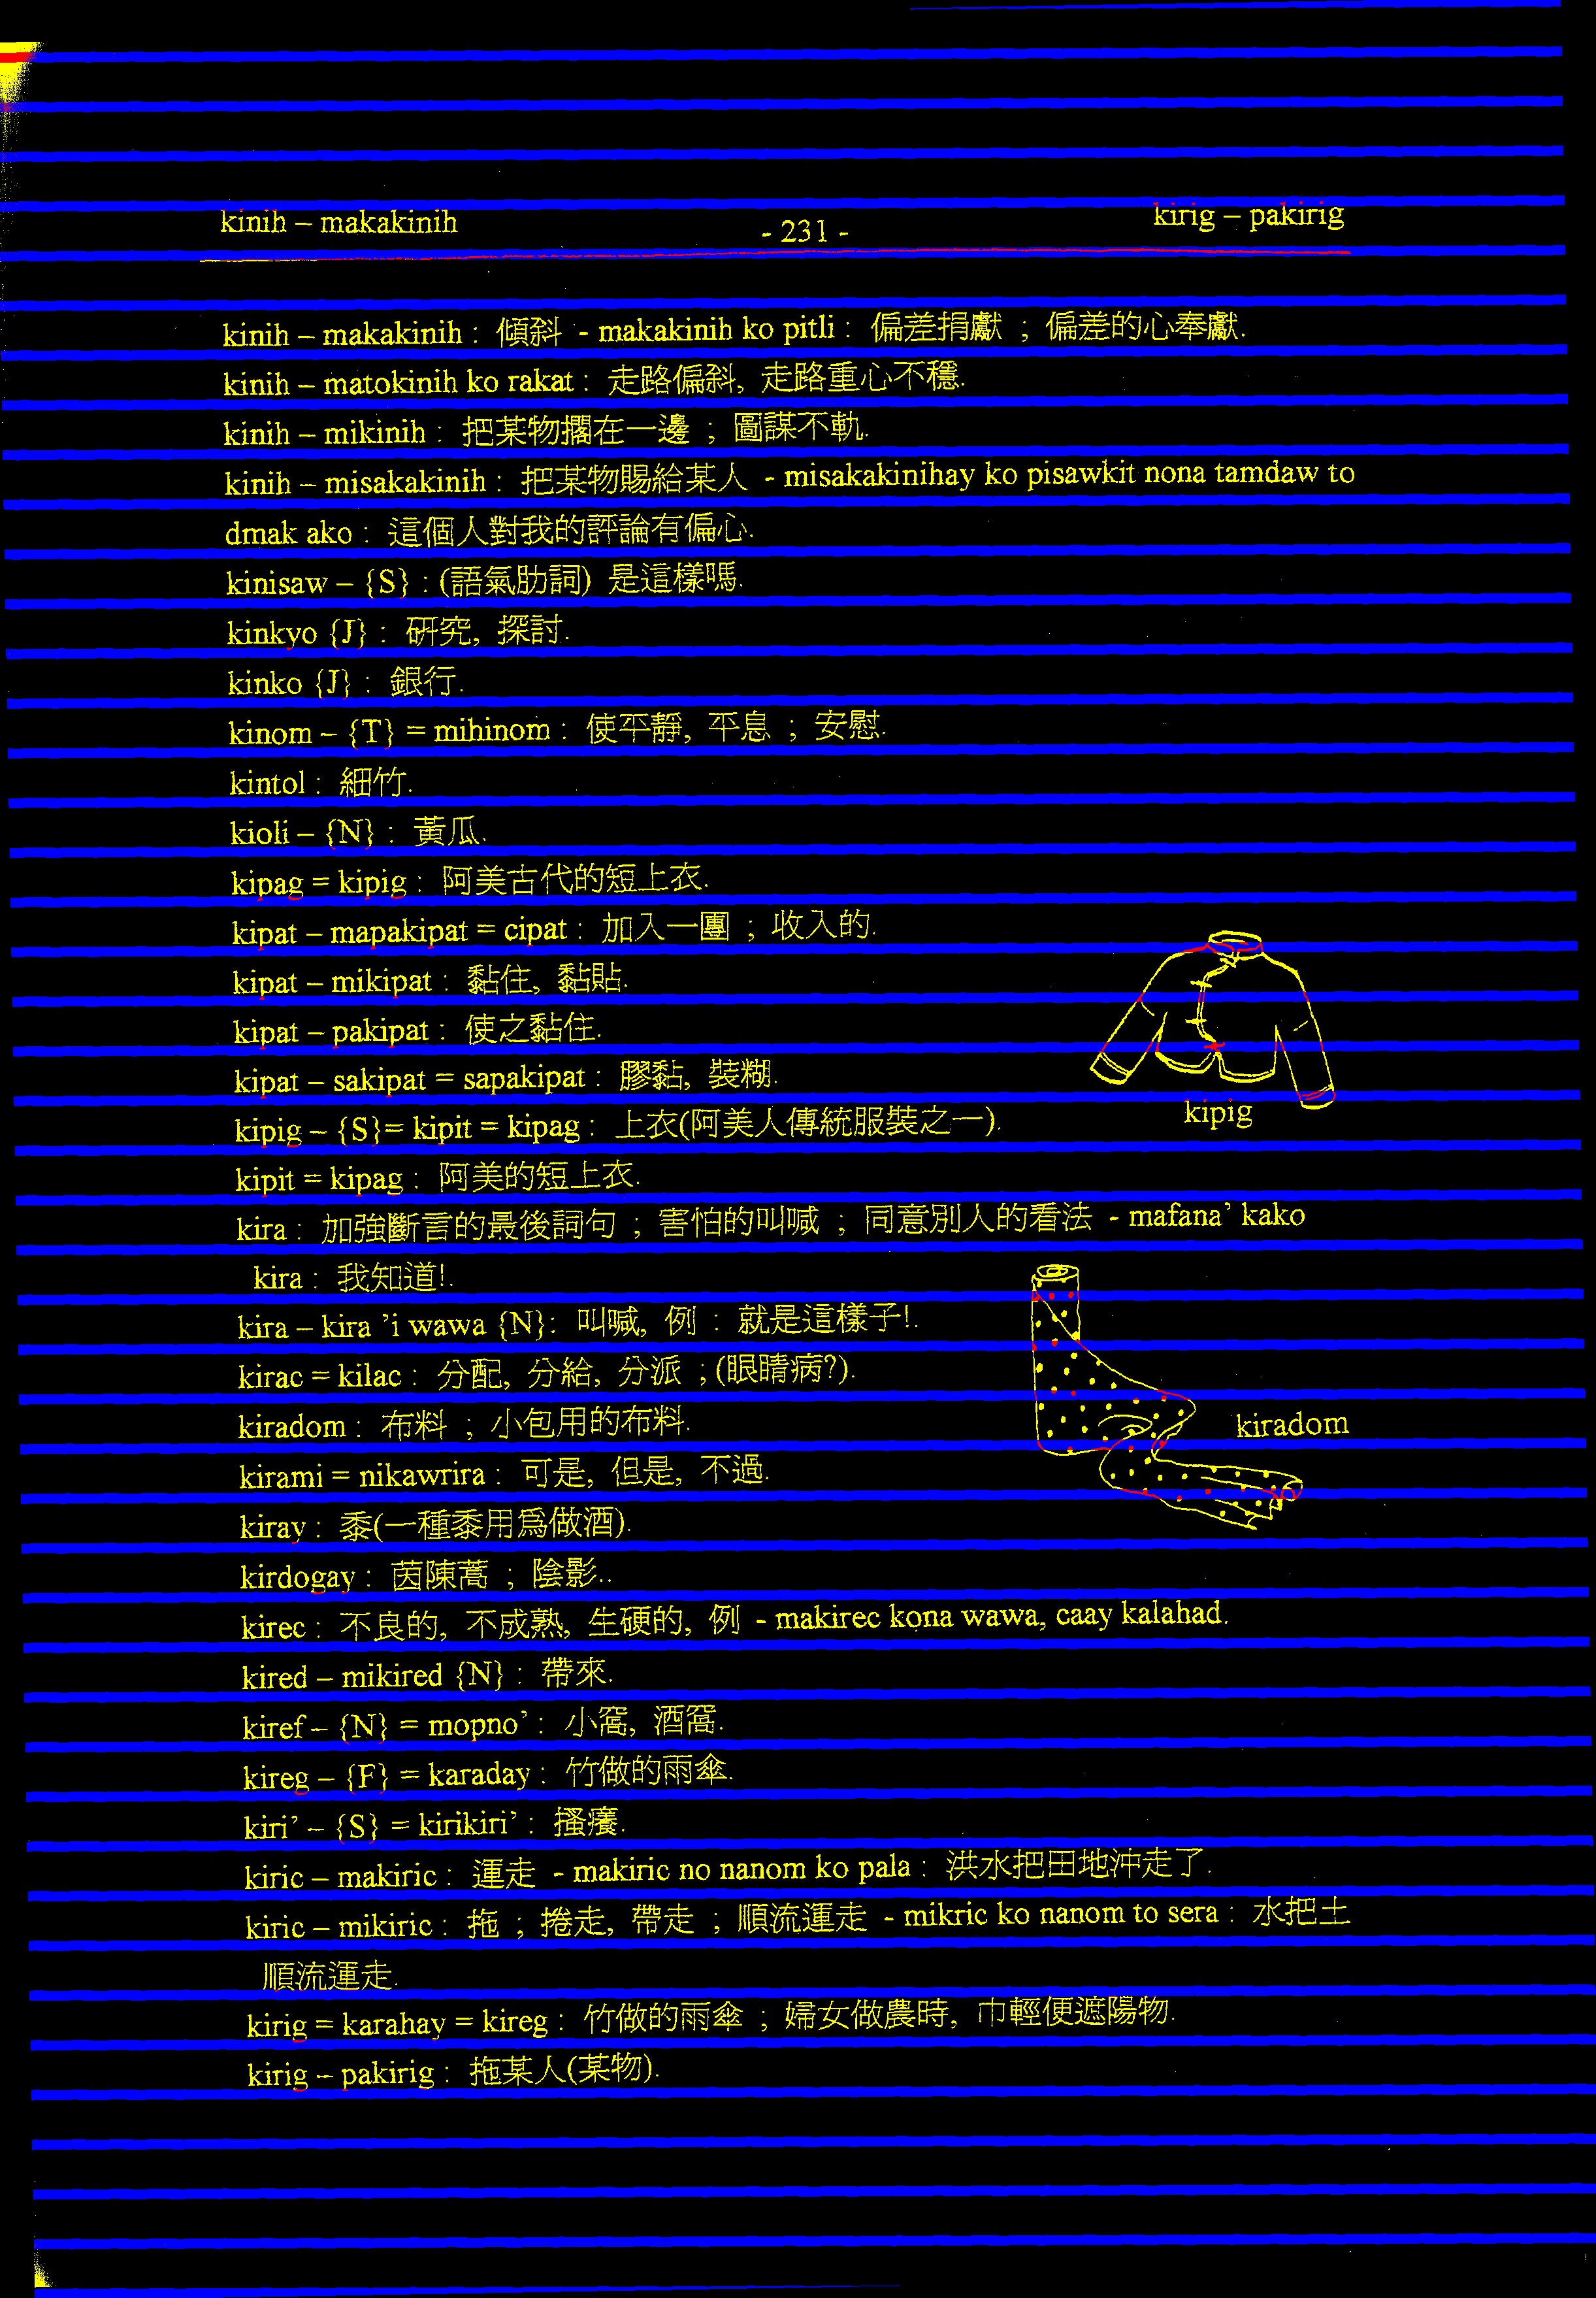 kinih – makakinih - 231 - kirig – pakirig
kinih – makakinih : 傾斜 - makakinih ko pitli : 偏差捐獻 ; 偏差的心奉獻.
kinih – matokinih ko rakat : 走路偏斜, 走路重心不穩.
kinih – mikinih : 把某物擱在一邊 ; 圖謀不軌.
kinih – misakakinih : 把某物賜給某人 - misakakinihay ko pisawkit nona tamdaw to
dmak ako : 這個人對我的評論有偏心.
kinisaw – {S} : (語氣肋詞) 是這樣嗎.
kinkyo {J} : 研究, 探討.
kinko {J} : 銀行.
kinom – {T} = mihinom : 使平靜, 平息 ; 安慰.
kintol : 細竹.
kioli – {N} : 黃瓜.
kipag = kipig : 阿美古代的短上衣.
kipat – mapakipat = cipat : 加入一團 ; 收入的.
kipat – mikipat : 黏住, 黏貼.
kipat – pakipat : 使之黏住.
kipat – sakipat = sapakipat : 膠黏, 裝糊.
kipig
kipig – {S}= kipit = kipag : 上衣(阿美人傳統服裝之一).
kipit = kipag : 阿美的短上衣.
kira : 加強斷言的最後詞句 ; 害怕的叫喊 ; 同意別人的看法 - mafana’ kako
kira : 我知道!.
kira – kira ’i wawa {N}: 叫喊, 例 : 就是這樣子!.
kirac = kilac : 分配, 分給, 分派 ; (眼睛病?).
kiradom : 布料 ; 小包用的布料.
kiradom
kirami = nikawrira : 可是, 但是, 不過.
kiray : 黍(一種黍用爲做酒).
kirdogay : 茵陳蒿 ; 陰影..
kirec : 不良的, 不成熟, 生硬的, 例 - makirec kona wawa, caay kalahad.
kired – mikired {N} : 帶來.
kiref – {N} = mopno’ : 小窩, 酒窩.
kireg – {F} = karaday : 竹做的雨傘.
kiri’ – {S} = kirikiri’ : 搔癢.
kiric – makiric : 運走 - makiric no nanom ko pala : 洪水把田地沖走了.
kiric – mikiric : 拖 ; 捲走, 帶走 ; 順流運走 - mikric ko nanom to sera : 水把土
順流運走.
kirig = karahay = kireg : 竹做的雨傘 ; 婦女做農時, 巾輕便遮陽物.
kirig – pakirig : 拖某人(某物).